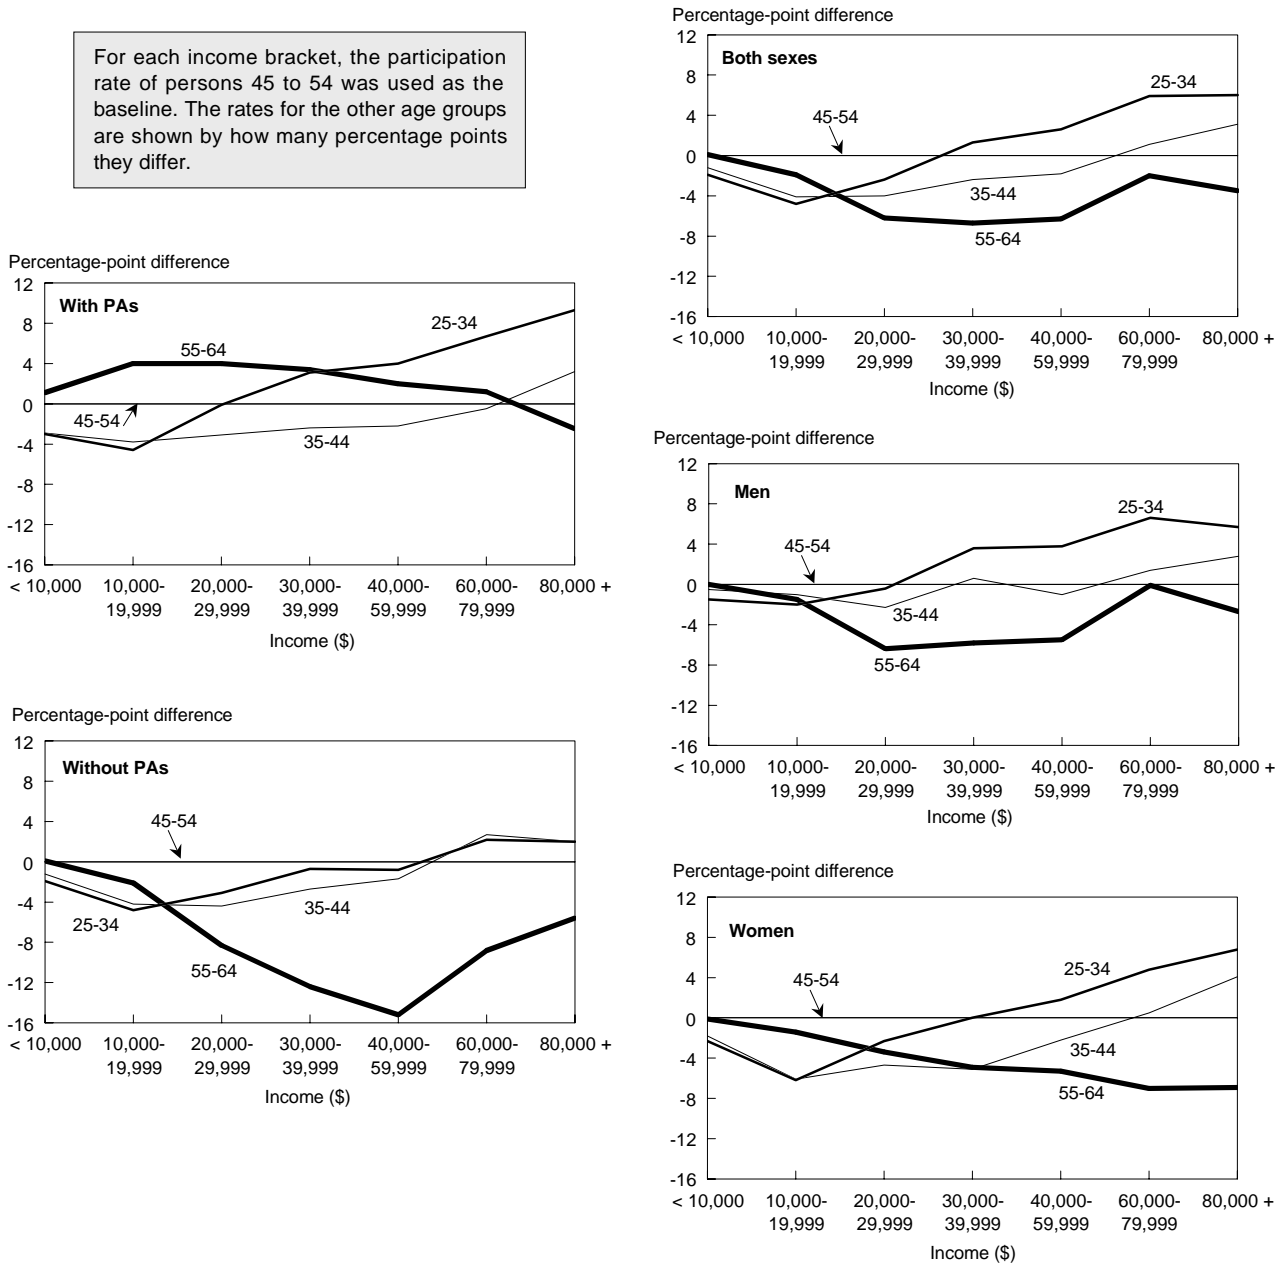 For each income bracket, the participation
rate of persons 45 to 54 was used as the
baseline. The rates for the other age groups
are shown by how many percentage points
they differ.
Percentage-point difference
12
8
4
0
-4
-8
-12
-16
With PAs
55-64
25-34
45-54
35-44
< 10,000 10,000- 20,000- 30,000- 40,000- 60,000- 80,000 +
19,999 29,999 39,999 59,999 79,999
Income ($)
Percentage-point difference
12
8
4
0
-4
-8
-12
-16
Without PAs
45-54
25-34
35-44
55-64
< 10,000 10,000- 20,000- 30,000- 40,000- 60,000- 80,000 +
19,999 29,999 39,999 59,999 79,999
Income ($)
Percentage-point difference
12
8
4
0
-4
-8
-12
-16
Both sexes
25-34
45-54
35-44
55-64
< 10,000 10,000- 20,000- 30,000- 40,000- 60,000- 80,000 +
19,999 29,999 39,999 59,999 79,999
Income ($)
Percentage-point difference
12
8
4
0
-4
-8
-12
-16
Men
25-34
45-54
35-44
55-64
< 10,000 10,000- 20,000- 30,000- 40,000- 60,000- 80,000 +
19,999 29,999 39,999 59,999 79,999
Income ($)
Percentage-point difference
12
8
4
0
-4
-8
-12
-16
Women
25-34
45-54
35-44
55-64
< 10,000 10,000- 20,000- 30,000- 40,000- 60,000- 80,000 +
19,999 29,999 39,999 59,999 79,999
Income ($)